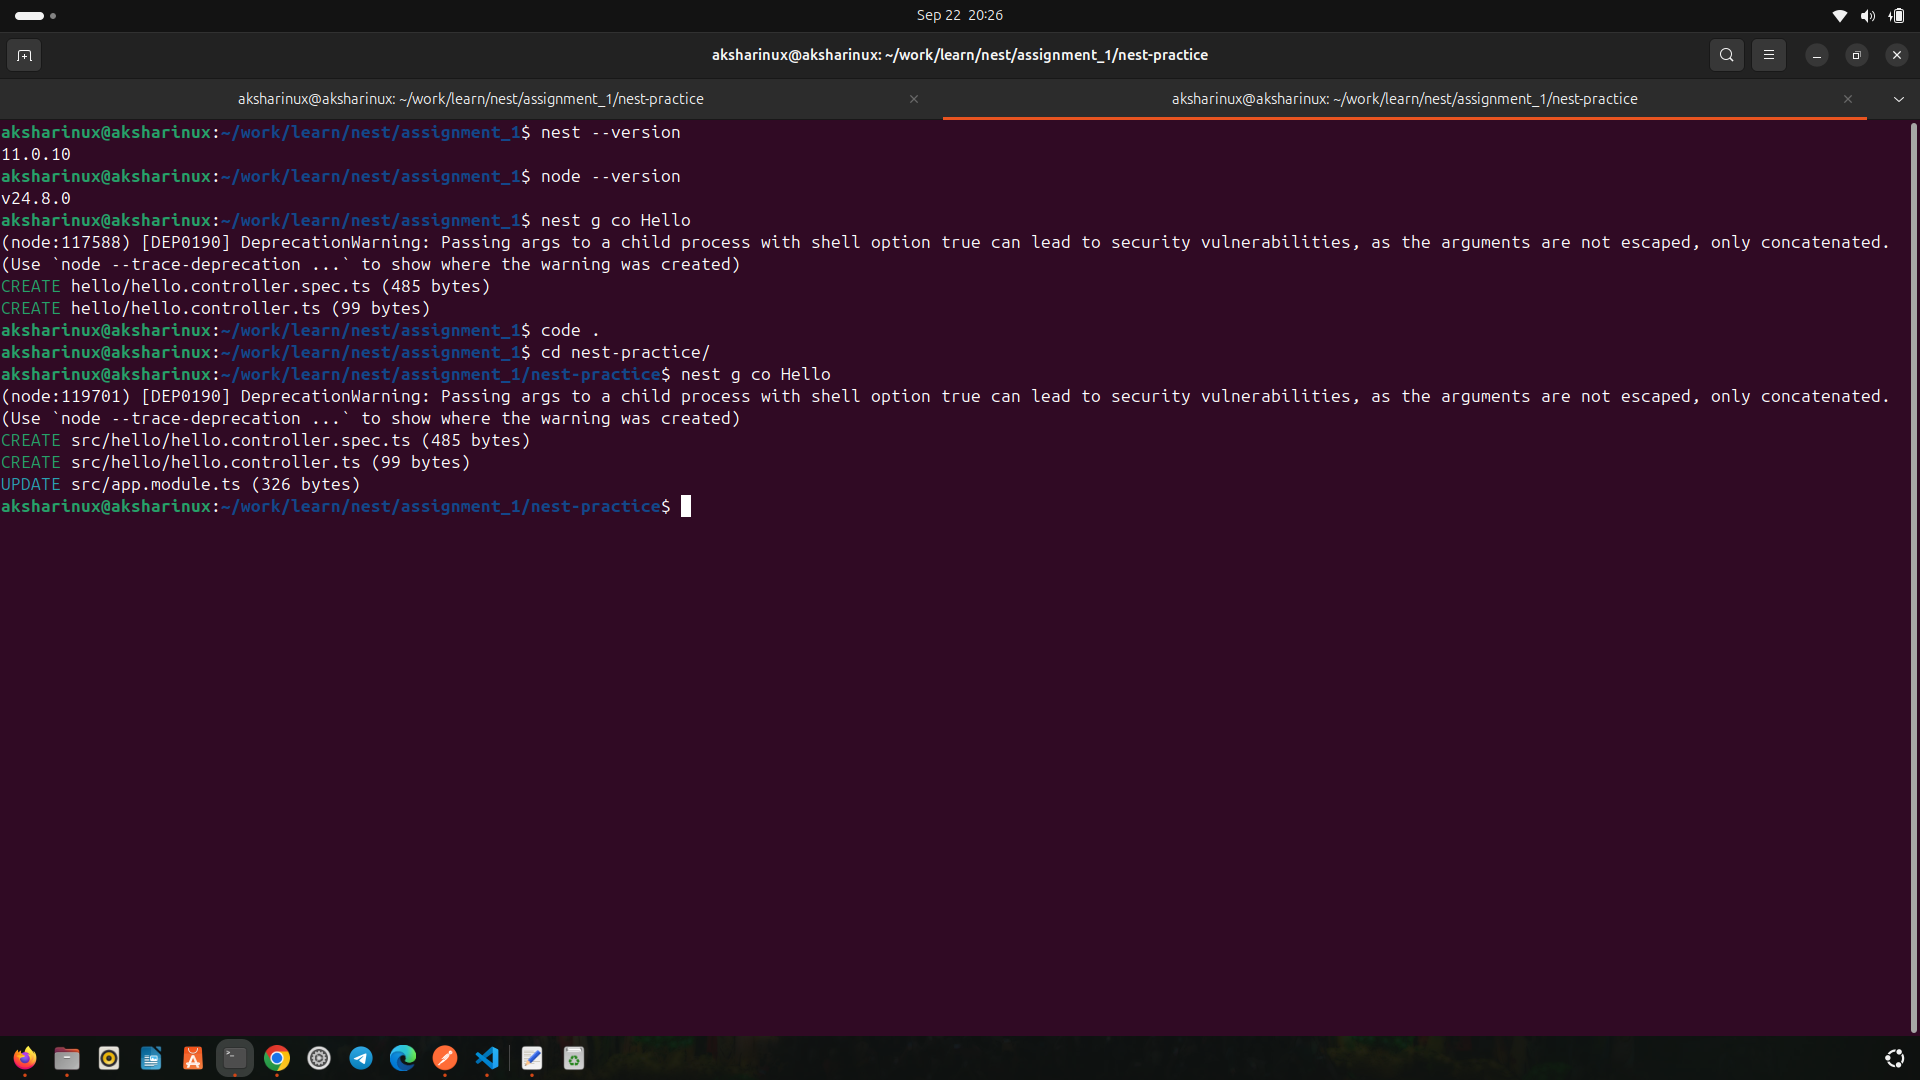 Sep 22 20:26
aksharinux@aksharinux: ~/work/learn/nest/assignment_1/nest-practice
aksharinux@aksharinux: ~/work/learn/nest/assignment_1/nest-practice
aksharinux@aksharinux: ~/work/learn/nest/assignment_1/nest-practice
aksharinux@aksharinux:~/work/learn/nest/assignment_1$ nest --version
11.0.10
aksharinux@aksharinux:~/work/learn/nest/assignment_1$ node --version
v24.8.0
aksharinux@aksharinux:~/work/learn/nest/assignment_1$ nest g co Hello
(node:117588) [DEP0190] DeprecationWarning: Passing args to a child process with shell option true can lead to security vulnerabilities, as the arguments are not escaped, only concatenated.
(Use `node --trace-deprecation ...` to show where the warning was created)
CREATE hello/hello.controller.spec.ts (485 bytes)
CREATE hello/hello.controller.ts (99 bytes)
aksharinux@aksharinux:~/work/learn/nest/assignment_1$ code .
aksharinux@aksharinux:~/work/learn/nest/assignment_1$ cd nest-practice/
aksharinux@aksharinux:~/work/learn/nest/assignment_1/nest-practice$ nest g co Hello
(node:119701) [DEP0190] DeprecationWarning: Passing args to a child process with shell option true can lead to security vulnerabilities, as the arguments are not escaped, only concatenated.
(Use `node --trace-deprecation ...` to show where the warning was created)
CREATE src/hello/hello.controller.spec.ts (485 bytes)
CREATE src/hello/hello.controller.ts (99 bytes)
UPDATE src/app.module.ts (326 bytes)
aksharinux@aksharinux:~/work/learn/nest/assignment_1/nest-practice$